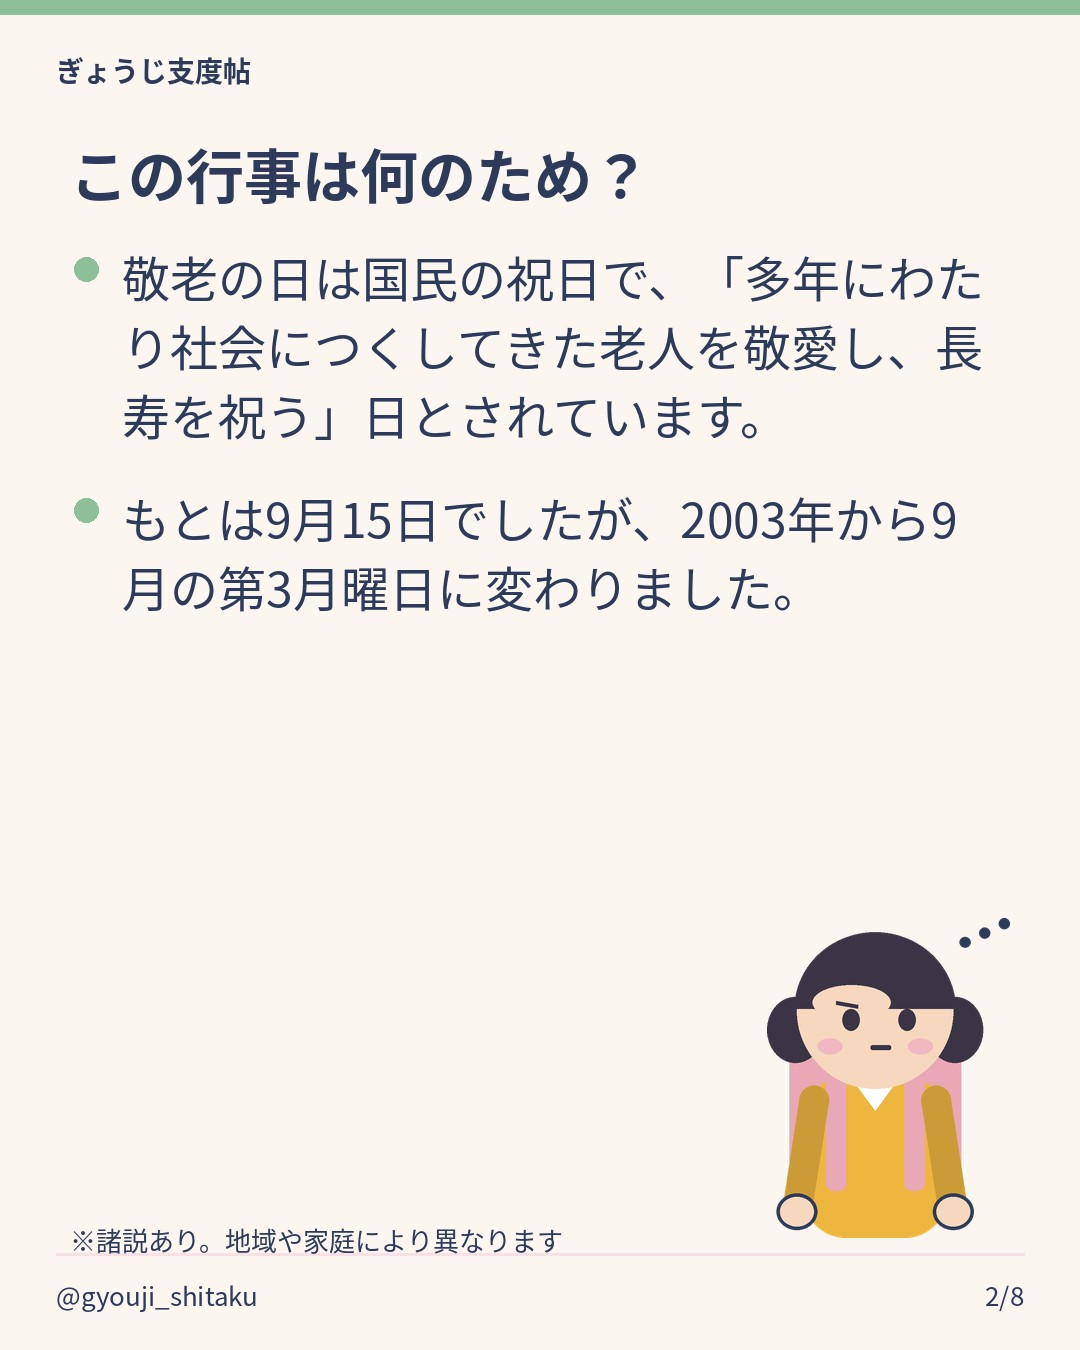 ぎょうじ支度帖
この行事は何のため？
敬老の日は国民の祝日で、「多年にわた
り社会につくしてきた老人を敬愛し、長
寿を祝う」日とされています。
もとは9月15日でしたが、2003年から9
月の第3月曜日に変わりました。
※諸説あり。地域や家庭により異なります
@gyouji_shitaku
2/8